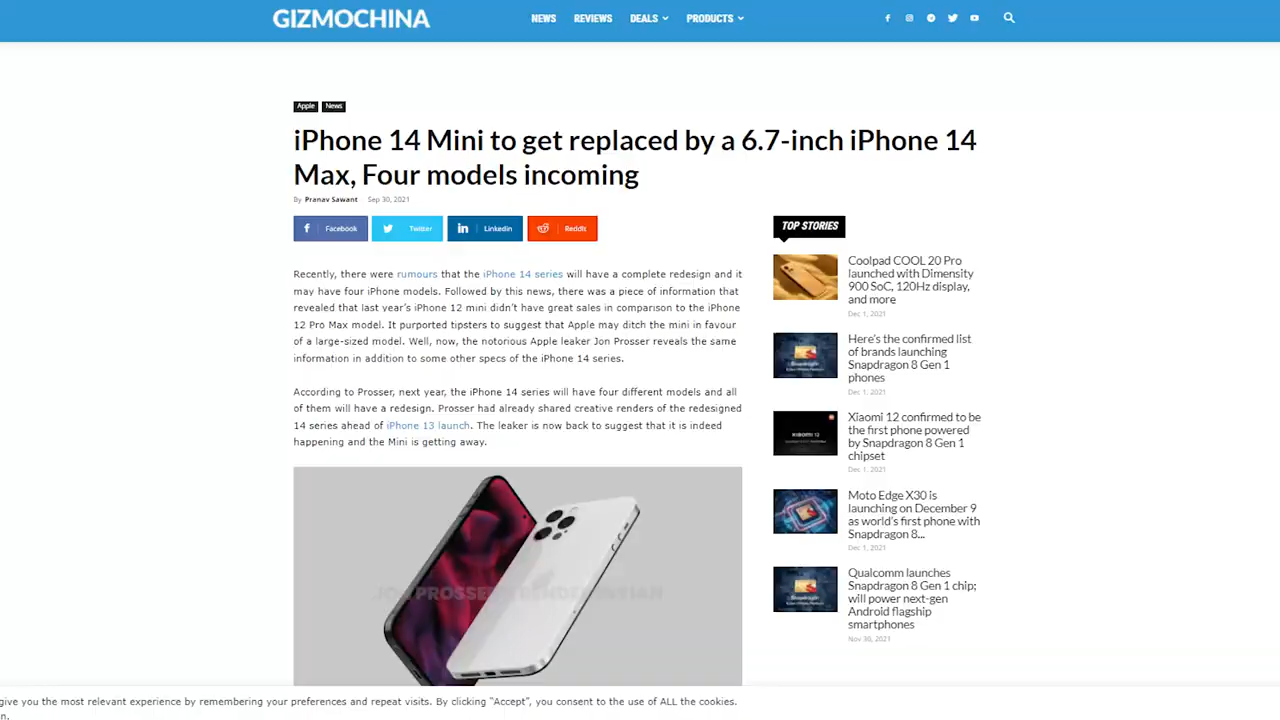 GIZMOCHINA
NEWS REVIEWS DEALS PRODUCTS
Apple News
iPhone 14 Mini to get replaced by a 6.7-inch iPhone 14
Max, Four models incoming
By Pranav Sawant Sep 30, 2021
Facebook Twitter Linkedin ReddIt
Recently, there were rumours that the iPhone 14 series will have a complete redesign and it
may have four iPhone models. Followed by this news, there was a piece of information that
revealed that last year's iPhone 12 mini didn't have great sales in comparison to the iPhone
12 Pro Max model. It purported tipsters to suggest that Apple may ditch the mini in favour
of a large-sized model. Well, now, the notorious Apple leaker Jon Prosser reveals the same
information in addition to some other specs of the iPhone 14 series.
According to Prosser, next year, the iPhone 14 series will have four different models and all
of them will have a redesign. Prosser had already shared creative renders of the redesigned
14 series ahead of iPhone 13 launch. The leaker is now back to suggest that it is indeed
happening and the Mini is getting away.
TOP STORIES
Coolpad COOL 20 Pro
launched with Dimensity
900 SoC, 120Hz display,
and more
Dec 1, 2021
Here's the confirmed list
of brands launching
Snapdragon 8 Gen 1
phones
Dec 1, 2021
XIAOMI 12
Xiaomi 12 confirmed to be
the first phone powered
by Snapdragon 8 Gen 1
chipset
Dec 1, 2021
Moto Edge X30 is
launching on December 9
as world's first phone with
Snapdragon 8...
Dec 1, 2021
Qualcomm launches
Snapdragon 8 Gen 1 chip;
will power next-gen
Android flagship
smartphones
Nov 30, 2021
give you the most relevant experience by remembering your preferences and repeat visits. By clicking "Accept", you consent to the use of ALL the cookies.
n.